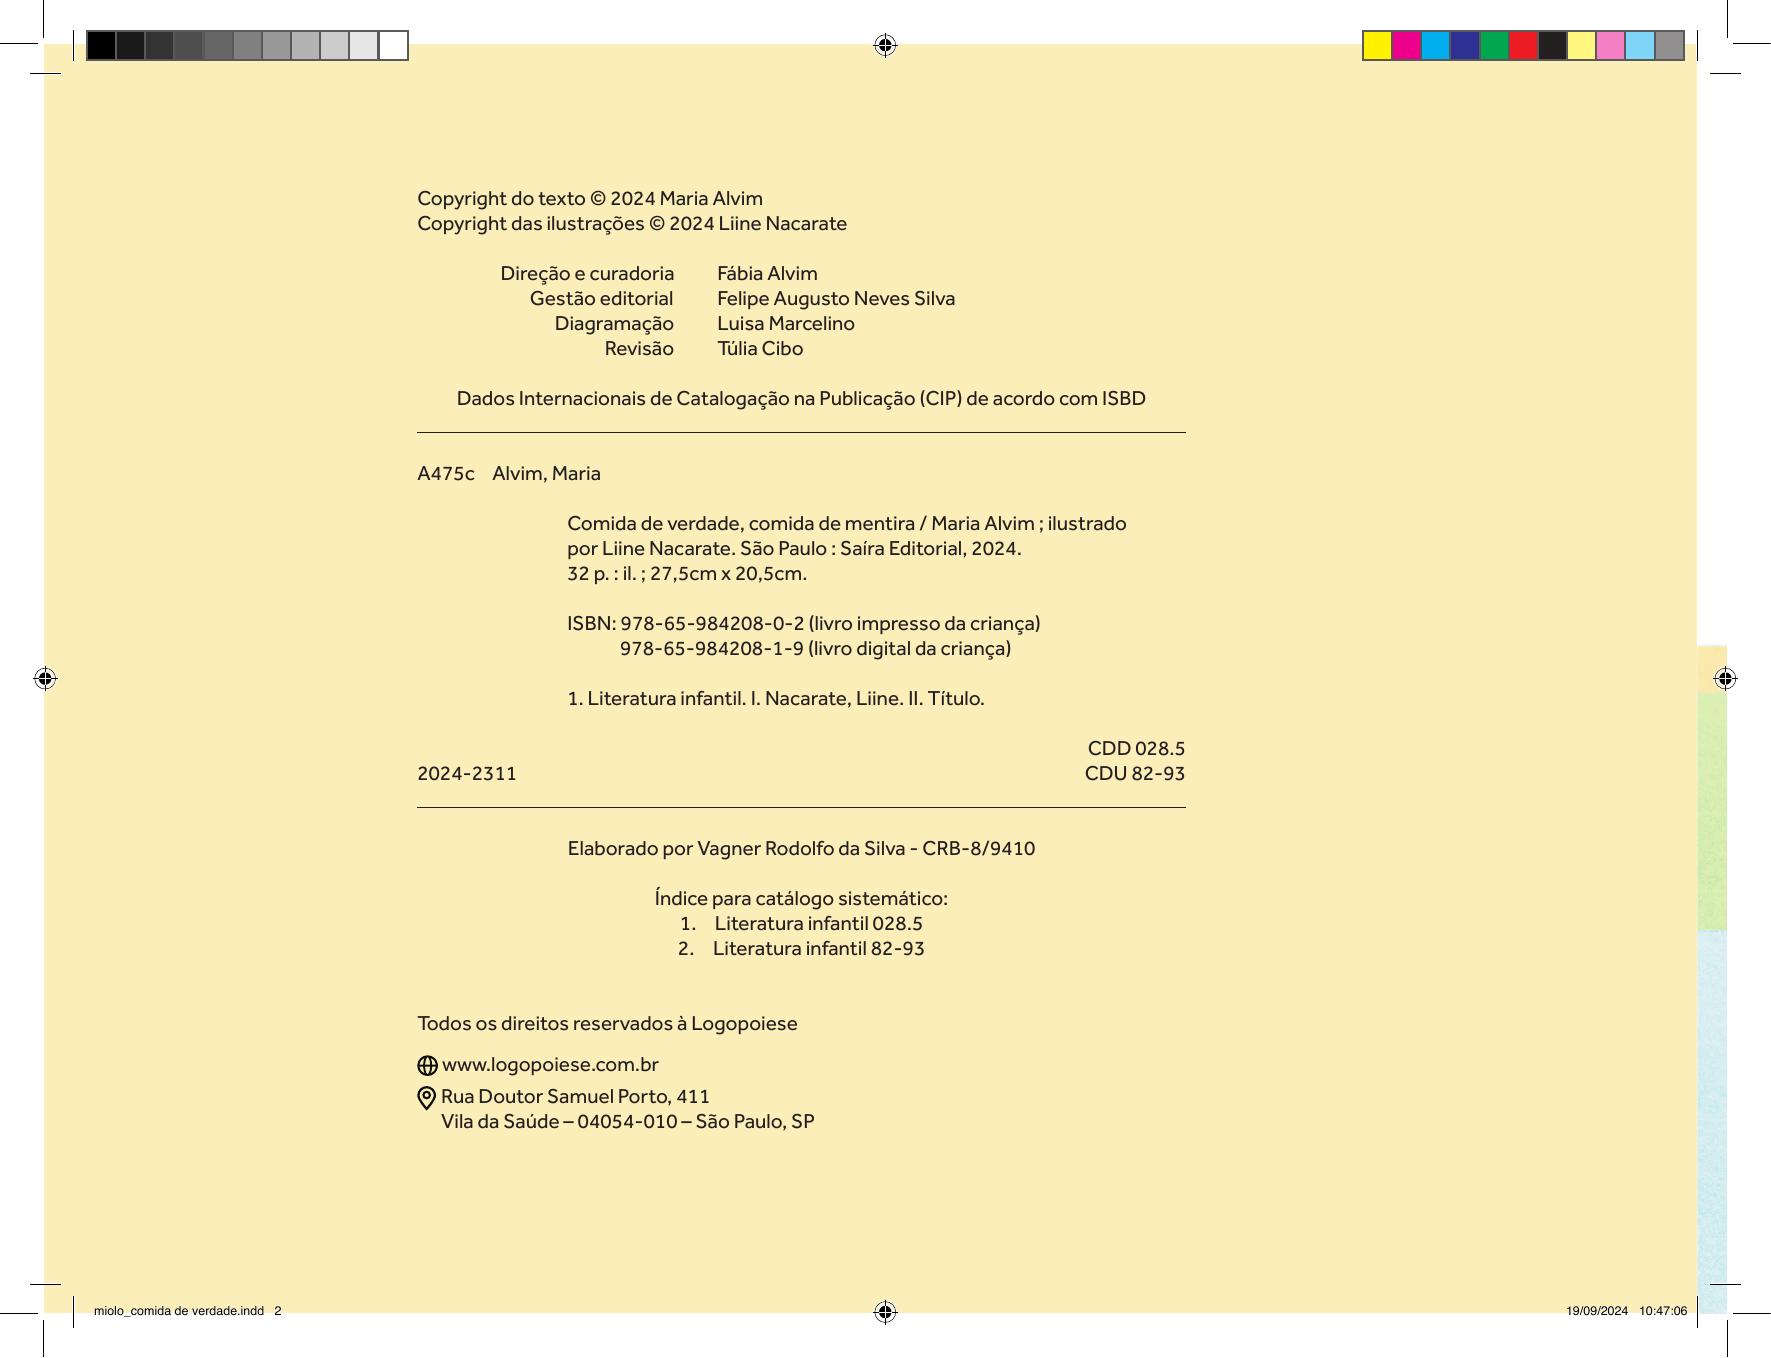 Copyright do texto © 2024 Maria Alvim
Copyright das ilustrações © 2024 Liine Nacarate
Direção e curadoria Fábia Alvim
Gestão editorial Felipe Augusto Neves Silva
Diagramação Luisa Marcelino
Revisão Túlia Cibo
Dados Internacionais de Catalogação na Publicação (CIP) de acordo com ISBD
A475c Alvim, Maria
Comida de verdade, comida de mentira / Maria Alvim ; ilustrado
por Liine Nacarate. São Paulo : Saíra Editorial, 2024.
32 p. : il. ; 27,5cm x 20,5cm.
ISBN: 978-65-984208-0-2 (livro impresso da criança)
978-65-984208-1-9 (livro digital da criança)
1. Literatura infantil. I. Nacarate, Liine. II. Título.
CDD 028.5
2024-2311 CDU 82-93
Elaborado por Vagner Rodolfo da Silva - CRB-8/9410
Índice para catálogo sistemático:
1. Literatura infantil 028.5
2. Literatura infantil 82-93
Todos os direitos reservados à Logopoiese
www.logopoiese.com.br
Rua Doutor Samuel Porto, 411
Vila da Saúde – 04054-010 – São Paulo, SP
miolo_comida de verdade.indd 2 19/09/2024 10:47:06